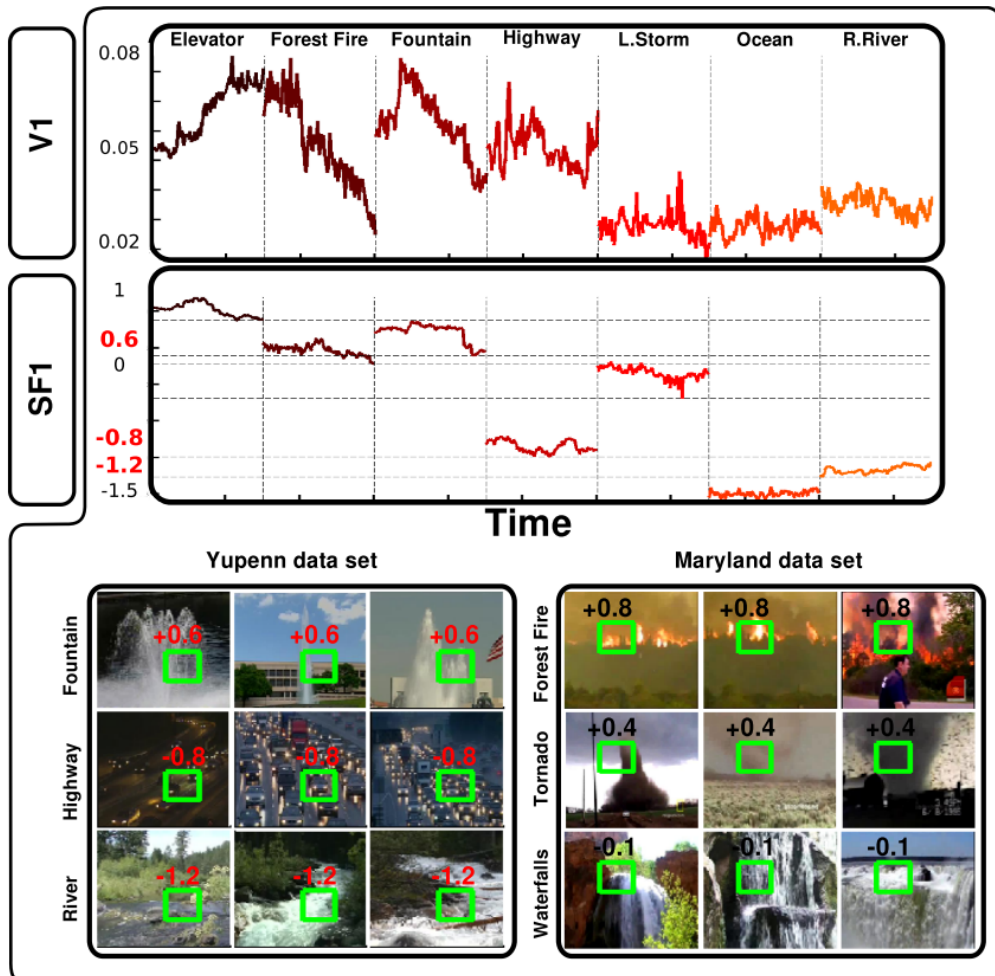 Elevator Forest Fire Fountain Highway L.Storm Ocean R.River
V1
0.08
0.05
0.02
SF1
1
0.6
0
-0.8
-1.2
-1.5
Time
Yupenn data set
Maryland data set
Fountain
+0.6 +0.6 +0.6
Highway
-0.8 -0.8 -0.8
River
-1.2 -1.2 -1.2
Forest Fire
+0.8 +0.8 +0.8
Tornado
+0.4 +0.4 +0.4
Waterfalls
-0.1 -0.1 -0.1